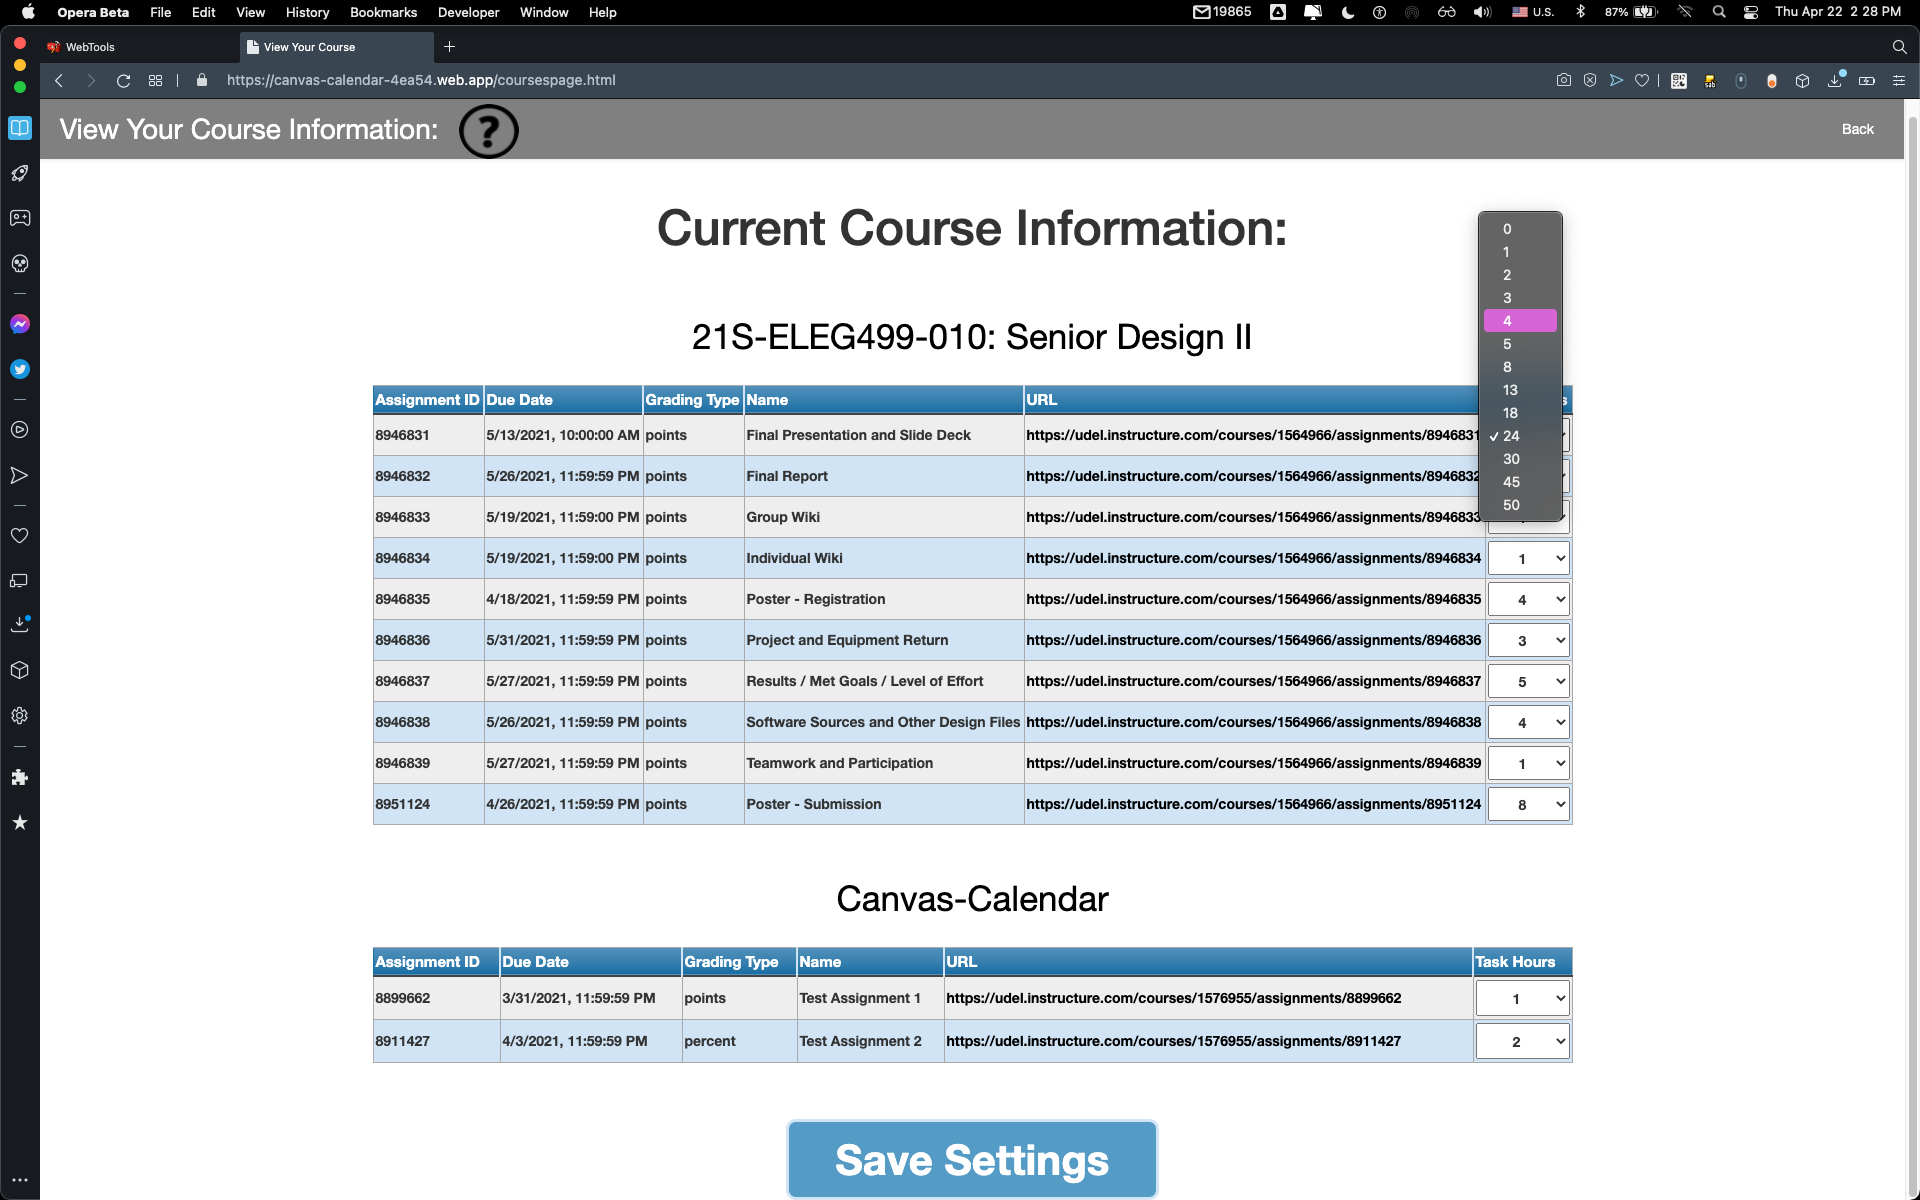 Opera Beta File Edit View History Bookmarks Developer Window Help 19865 U.S. 87% Thu Apr 22 2 28 PM
WebTools View Your Course
https://canvas-calendar-4ea54.web.app/coursespage.html
View Your Course Information: ? Back
Current Course Information:
21S-ELEG499-010: Senior Design II
0
1
2
3
4
5
8
13
18
✓ 24
30
45
50
Assignment ID Due Date Grading Type Name URL s
8946831 5/13/2021, 10:00:00 AM points Final Presentation and Slide Deck https://udel.instructure.com/courses/1564966/assignments/8946831
8946832 5/26/2021, 11:59:59 PM points Final Report https://udel.instructure.com/courses/1564966/assignments/8946832
8946833 5/19/2021, 11:59:00 PM points Group Wiki https://udel.instructure.com/courses/1564966/assignments/8946833
8946834 5/19/2021, 11:59:00 PM points Individual Wiki https://udel.instructure.com/courses/1564966/assignments/8946834 1
8946835 4/18/2021, 11:59:59 PM points Poster - Registration https://udel.instructure.com/courses/1564966/assignments/8946835 4
8946836 5/31/2021, 11:59:59 PM points Project and Equipment Return https://udel.instructure.com/courses/1564966/assignments/8946836 3
8946837 5/27/2021, 11:59:59 PM points Results / Met Goals / Level of Effort https://udel.instructure.com/courses/1564966/assignments/8946837 5
8946838 5/26/2021, 11:59:59 PM points Software Sources and Other Design Files https://udel.instructure.com/courses/1564966/assignments/8946838 4
8946839 5/27/2021, 11:59:59 PM points Teamwork and Participation https://udel.instructure.com/courses/1564966/assignments/8946839 1
8951124 4/26/2021, 11:59:59 PM points Poster - Submission https://udel.instructure.com/courses/1564966/assignments/8951124 8
Canvas-Calendar
Assignment ID Due Date Grading Type Name URL Task Hours
8899662 3/31/2021, 11:59:59 PM points Test Assignment 1 https://udel.instructure.com/courses/1576955/assignments/8899662 1
8911427 4/3/2021, 11:59:59 PM percent Test Assignment 2 https://udel.instructure.com/courses/1576955/assignments/8911427 2
Save Settings